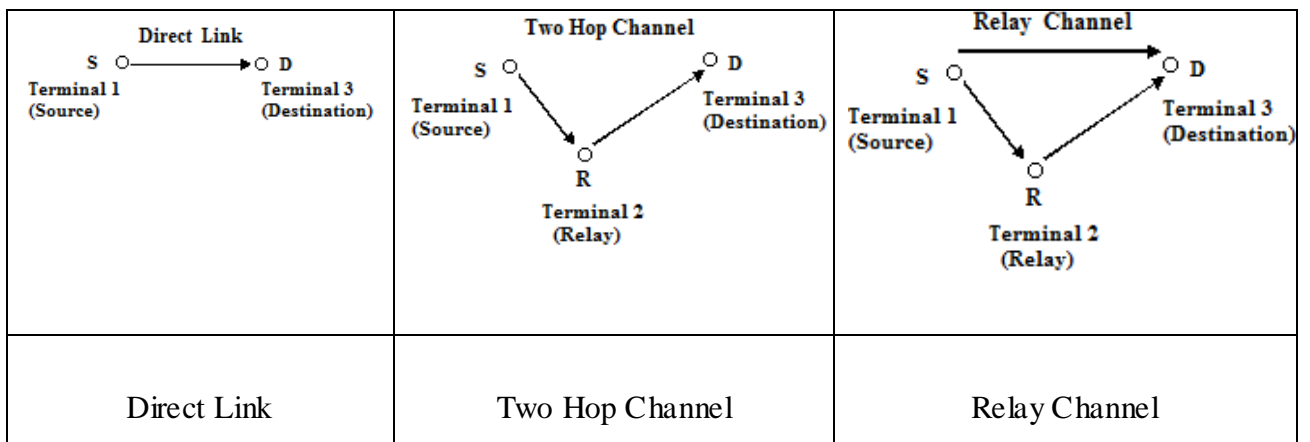 Direct Link
S
D
Terminal 1
(Source)
Terminal 3
(Destination)
Two Hop Channel
S
D
Terminal 1
(Source)
Terminal 3
(Destination)
R
Terminal 2
(Relay)
Relay Channel
S
D
Terminal 1
(Source)
Terminal 3
(Destination)
R
Terminal 2
(Relay)
Direct Link
Two Hop Channel
Relay Channel